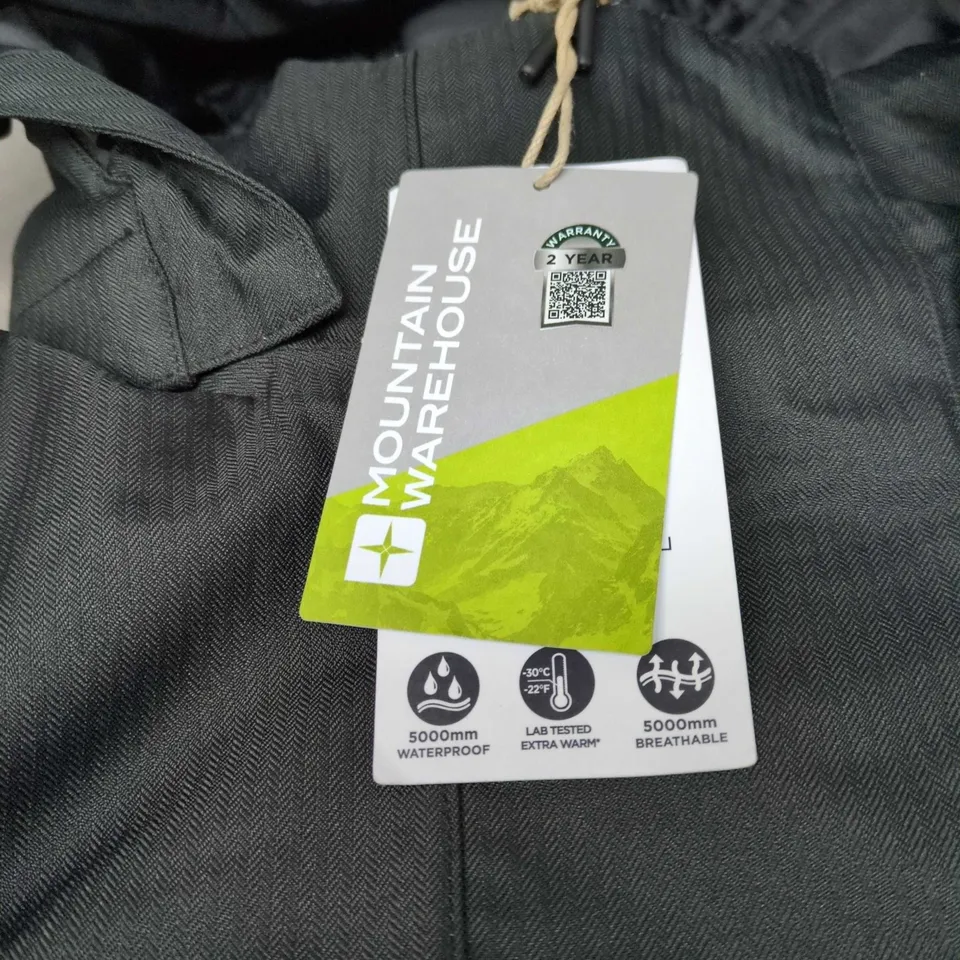 WARRANTY
2 YEAR
MOUNTAIN
WAREHOUSE
-30°C
-22°F
5000mm
WATERPROOF
LAB TESTED
EXTRA WARM*
5000mm
BREATHABLE